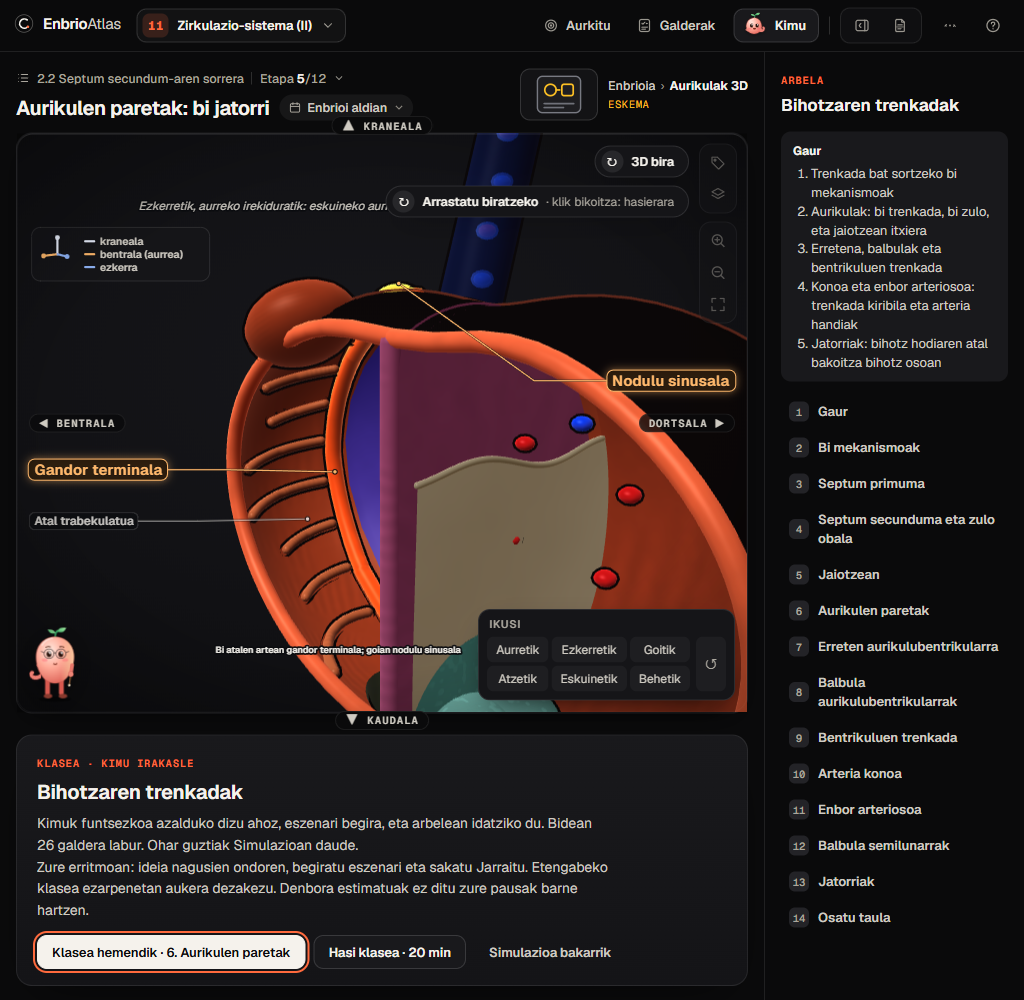 EnbrioAtlas
11 Zirkulazio-sistema (II)
Aurkitu
Galderak
Kimu
2.2 Septum secundum-aren sorrera
Etapa 5/12
Aurikulen paretak: bi jatorri
Enbrioi aldian
Enbrioia › Aurikulak 3D
ESKEMA
▲ KRANEALA
3D bira
Ezkerretik, aurreko irekiduratik: eskuineko aur
Arrastatu biratzeko · klik bikoitza: hasierara
kraneala
bentrala (aurrea)
ezkerra
Nodulu sinusala
◀ BENTRALA
DORTSALA ▶
Gandor terminala
Atal trabekulatua
Bi atalen artean gandor terminala; goian nodulu sinusala
IKUSI
Aurretik
Ezkerretik
Goitik
Atzetik
Eskuinetik
Behetik
▼ KAUDALA
KLASEA · KIMU IRAKASLE
Bihotzaren trenkadak
Kimuk funtsezkoa azalduko dizu ahoz, eszenari begira, eta arbelean idatziko du. Bidean
26 galdera labur. Ohar guztiak Simulazioan daude.
Zure erritmoan: ideia nagusien ondoren, begiratu eszenari eta sakatu Jarraitu. Etengabeko
klasea ezarpenetan aukera dezakezu. Denbora estimatuak ez ditu zure pausak barne
hartzen.
Klasea hemendik · 6. Aurikulen paretak
Hasi klasea · 20 min
Simulazioa bakarrik
ARBELA
Bihotzaren trenkadak
Gaur
1. Trenkada bat sortzeko bi
mekanismoak
2. Aurikulak: bi trenkada, bi zulo,
eta jaiotzean itxiera
3. Erretena, balbulak eta
bentrikuluen trenkada
4. Konoa eta enbor arteriosoa:
trenkada kiribila eta arteria
handiak
5. Jatorriak: bihotz hodiaren atal
bakoitza bihotz osoan
1 Gaur
2 Bi mekanismoak
3 Septum primuma
4 Septum secunduma eta zulo
obala
5 Jaiotzean
6 Aurikulen paretak
7 Erreten aurikulubentrikularra
8 Balbula
aurikulubentrikularrak
9 Bentrikuluen trenkada
10 Arteria konoa
11 Enbor arteriosoa
12 Balbula semilunarrak
13 Jatorriak
14 Osatu taula